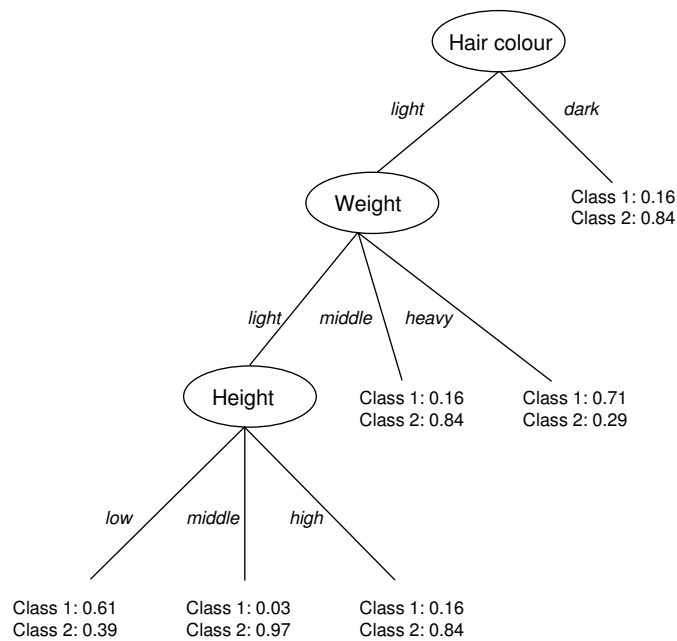 Hair colour
light
dark
Weight
Class 1: 0.16
Class 2: 0.84
light
middle
heavy
Height
Class 1: 0.16
Class 2: 0.84
Class 1: 0.71
Class 2: 0.29
low
middle
high
Class 1: 0.61
Class 2: 0.39
Class 1: 0.03
Class 2: 0.97
Class 1: 0.16
Class 2: 0.84